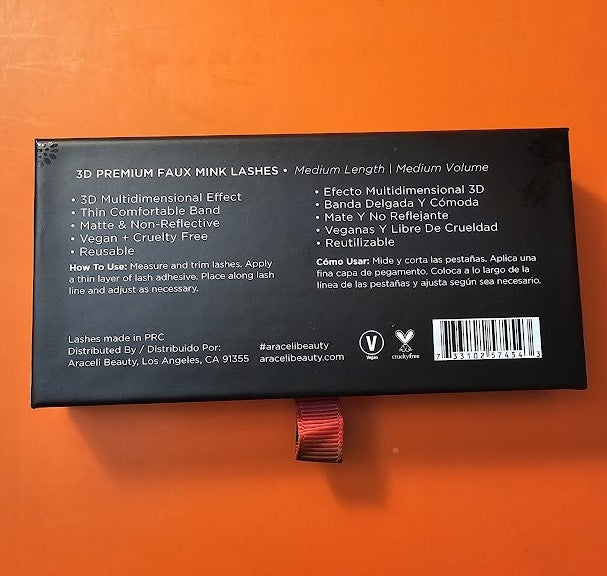 3D PREMIUM FAUX MINK LASHES • Medium Length | Medium Volume
• 3D Multidimensional Effect
• Thin Comfortable Band
• Matte & Non-Reflective
• Vegan + Cruelty Free
• Reusable
How To Use: Measure and trim lashes. Apply
a thin layer of lash adhesive. Place along lash
line and adjust as necessary.
• Efecto Multidimensional 3D
• Banda Delgada Y Cómoda
• Mate Y No Reflejante
• Veganas Y Libre De Crueldad
• Reutilizable
Cómo Usar: Mide y corta las pestañas. Aplica una
fina capa de pegamento. Coloca a lo largo de la
línea de las pestañas y ajusta según sea necesario.
Lashes made in PRC
Distributed By / Distribuido Por:
Araceli Beauty, Los Angeles, CA 91355
#aracelibeauty
aracelibeauty.com
V
Vegan
crueltyfree
7 33102 37454 3